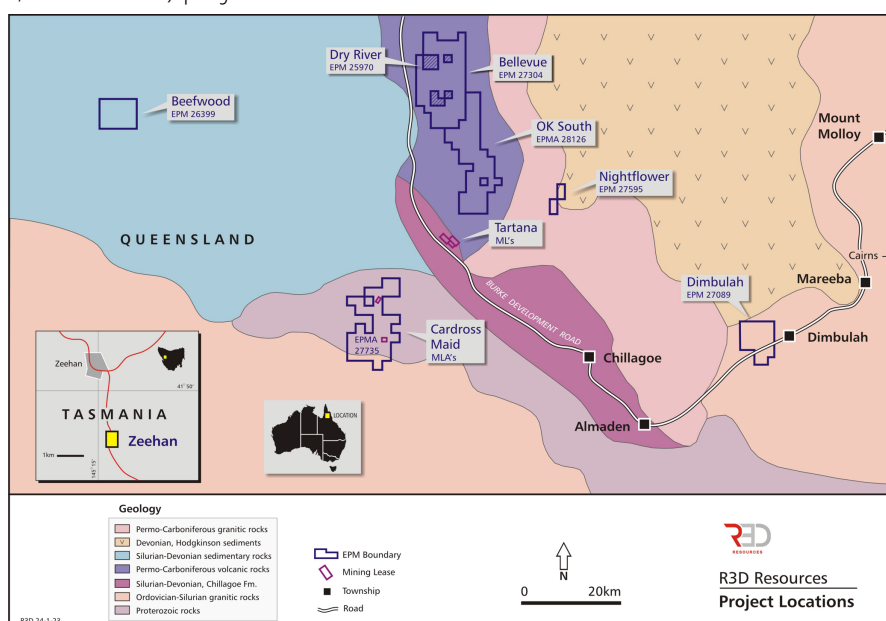 Dry River
EPM 25970
Bellevue
EPM 27304
Beefwood
EPM 26399
OK South
EPMA 28126
Mount
Molloy
Nightflower
EPM 27595
QUEENSLAND
Tartana
ML's
Cairns
Mareeba
Dimbulah
EPM 27089
BURKE DEVELOPMENT ROAD
Cardross
Maid
MLA's
EPMA
27735
Dimbulah
Chillagoe
Almaden
Zeehan
41° 50'
TASMANIA
Zeehan
1km
145° 15'
LOCATION
Geology
Permo-Carboniferous granitic rocks
Devonian, Hodgkinson sediments
Silurian-Devonian sedimentary rocks
Permo-Carboniferous volcanic rocks
Silurian-Devonian, Chillagoe Fm.
Ordovician-Silurian granitic rocks
Proterozoic rocks
EPM Boundary
Mining Lease
Township
Road
N
0 20km
R3D
RESOURCES
R3D Resources
Project Locations
R3D 24-1-23